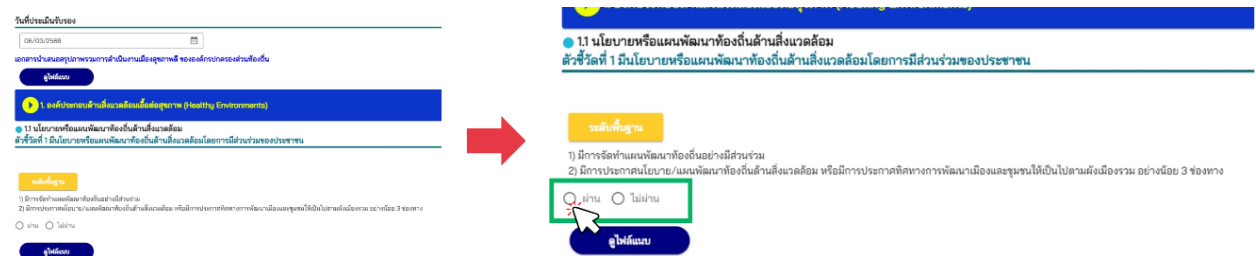 วันที่ประเมินรับรอง
06/03/2568
เอกสารนำเสนอสรุปภาพรวมการดำเนินงานเมืองสุขภาพดี ขององค์กรปกครองส่วนท้องถิ่น
ดูไฟล์แนบ
1. องค์ประกอบด้านสิ่งแวดล้อมเอื้อต่อสุขภาพ (Healthy Environments)
1.1 นโยบายหรือแผนพัฒนาท้องถิ่นด้านสิ่งแวดล้อม
ตัวชี้วัดที่ 1 มีนโยบายหรือแผนพัฒนาท้องถิ่นด้านสิ่งแวดล้อมโดยการมีส่วนร่วมของประชาชน
ระดับพื้นฐาน
1) มีการจัดทำแผนพัฒนาท้องถิ่นอย่างมีส่วนร่วม
2) มีการประกาศนโยบาย/แผนพัฒนาท้องถิ่นด้านสิ่งแวดล้อม หรือมีการประกาศทิศทางการพัฒนาเมืองและชุมชนให้เป็นไปตามผังเมืองรวม อย่างน้อย 3 ช่องทาง
ผ่าน ไม่ผ่าน
ดูไฟล์แนบ
1.1 นโยบายหรือแผนพัฒนาท้องถิ่นด้านสิ่งแวดล้อม
ตัวชี้วัดที่ 1 มีนโยบายหรือแผนพัฒนาท้องถิ่นด้านสิ่งแวดล้อมโดยการมีส่วนร่วมของประชาชน
ระดับพื้นฐาน
1) มีการจัดทำแผนพัฒนาท้องถิ่นอย่างมีส่วนร่วม
2) มีการประกาศนโยบาย/แผนพัฒนาท้องถิ่นด้านสิ่งแวดล้อม หรือมีการประกาศทิศทางการพัฒนาเมืองและชุมชนให้เป็นไปตามผังเมืองรวม อย่างน้อย 3 ช่องทาง
ผ่าน ไม่ผ่าน
ดูไฟล์แนบ